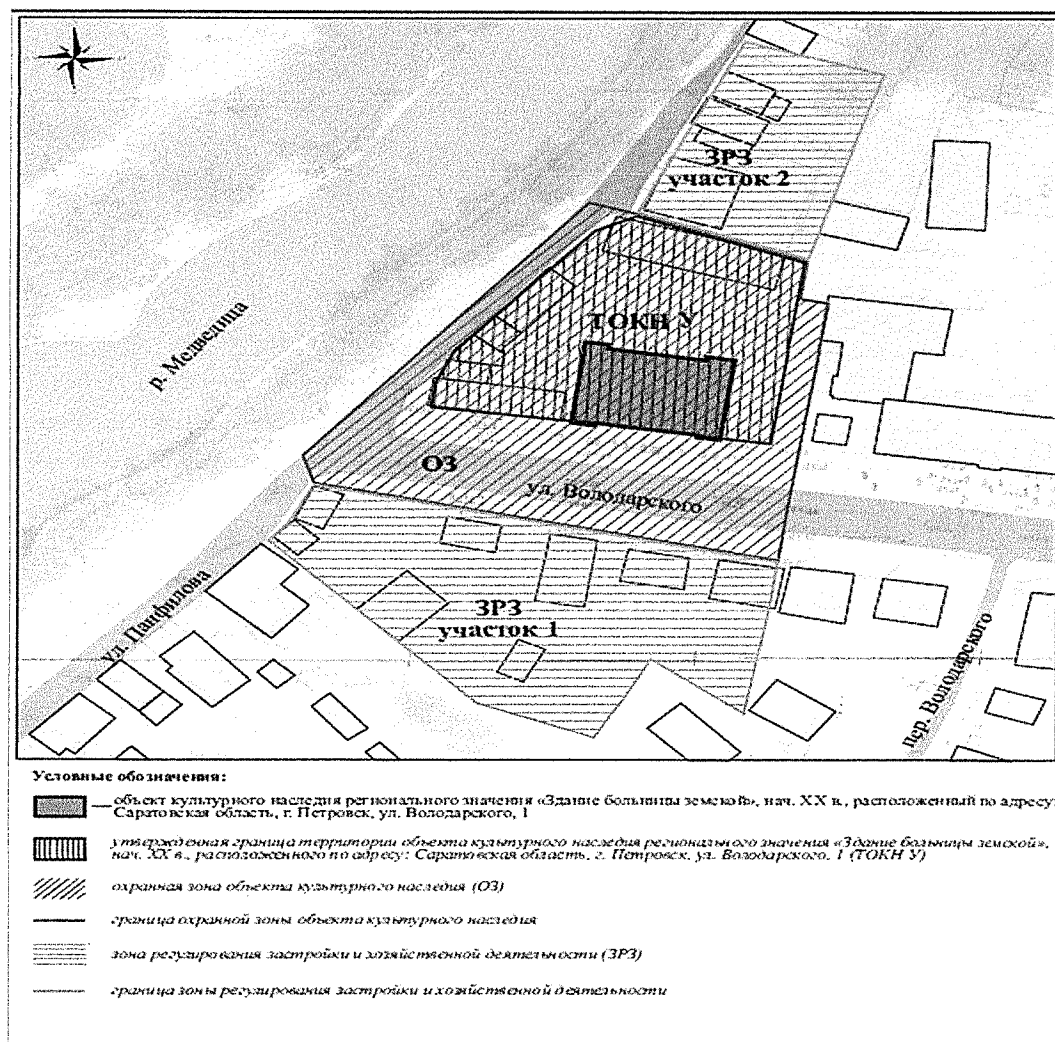 ЗРЗ
участок 2
ТОКН У
р. Медведица
ОЗ
ул. Володарского
ЗРЗ
участок 1
ул. Панфилова
пер. Володарского
Условные обозначения:
объект культурного наследия регионального значения «Здание больницы земской», нач. XX в., расположенный по адресу:
Саратовская область, г. Петровск, ул. Володарского, 1
утвержденная граница территории объекта культурного наследия регионального значения «Здание больницы земской»,
нач. XX в., расположенного по адресу: Саратовская область, г. Петровск, ул. Володарского, 1 (ТОКН У)
охранная зона объекта культурного наследия (ОЗ)
граница охранной зоны объекта культурного наследия
зона регулирования застройки и хозяйственной деятельности (ЗРЗ)
граница зоны регулирования застройки и хозяйственной деятельности